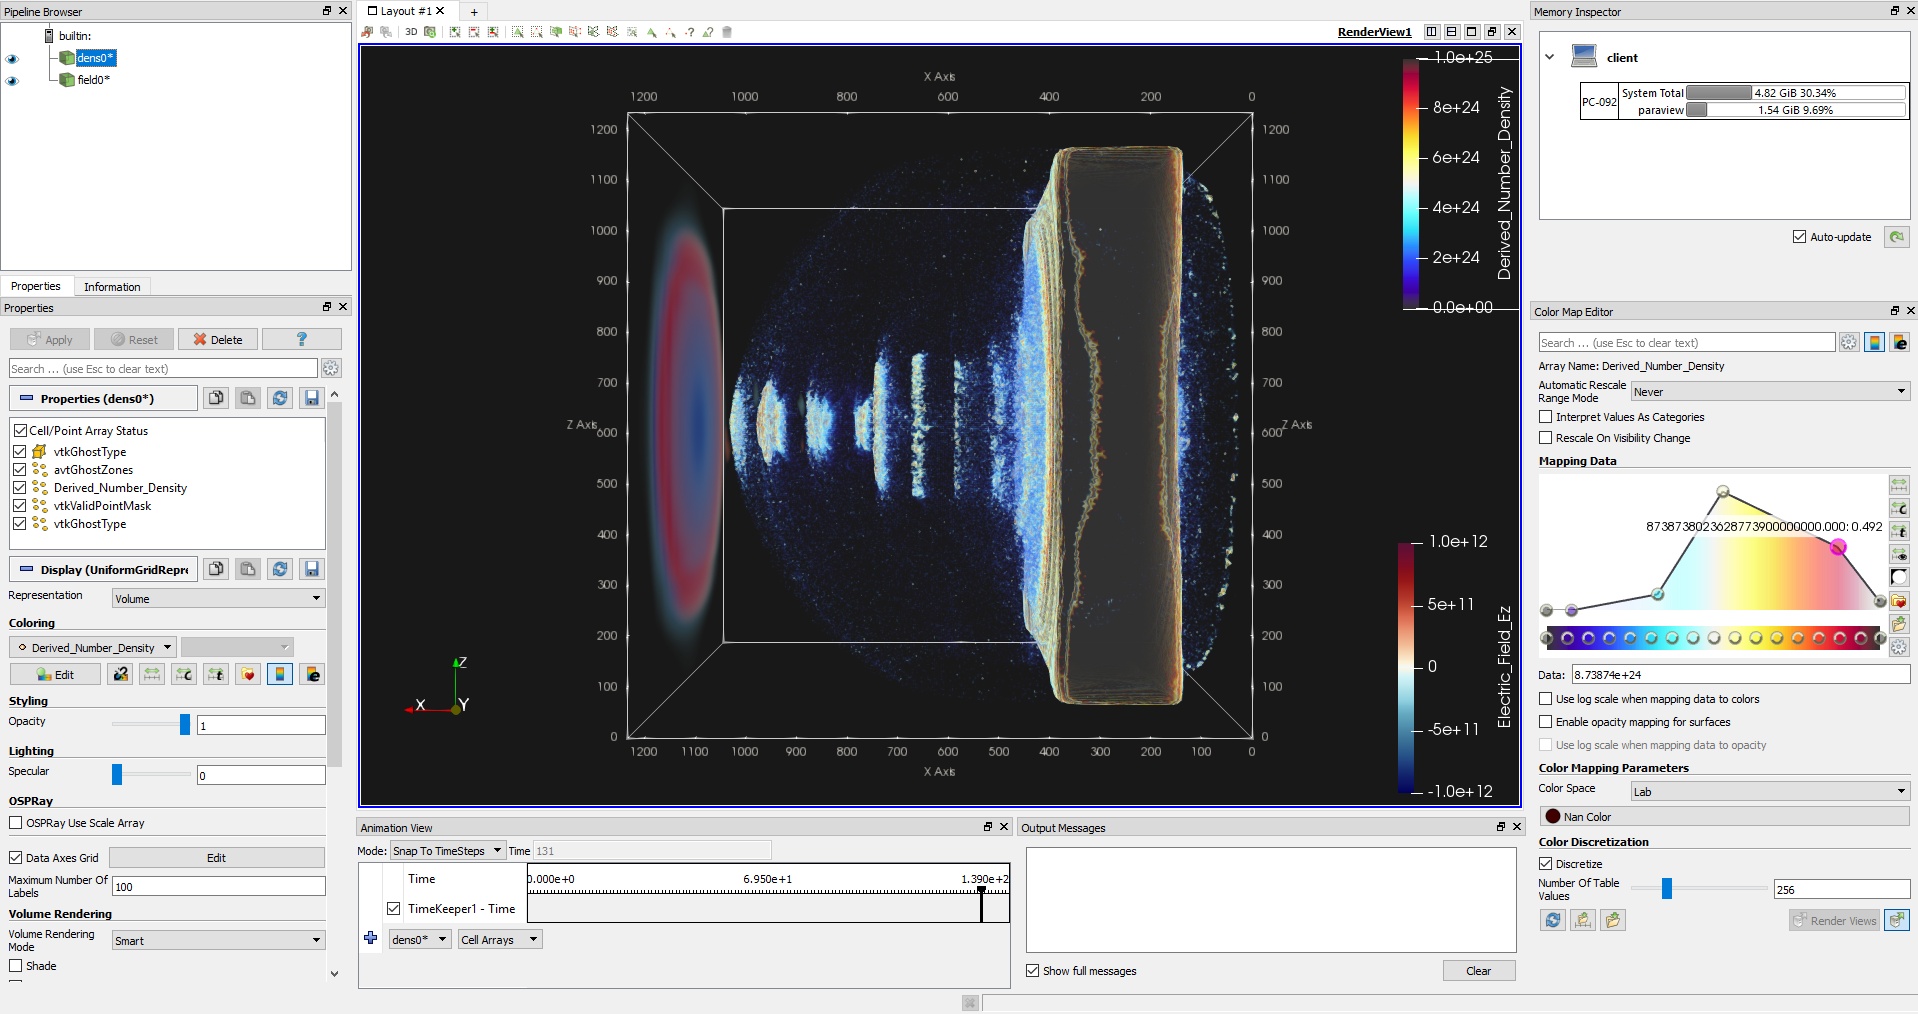 Pipeline Browser
builtin:
dens0*
field0*
Properties
Information
Properties
Apply
Reset
Delete
?
Search ... (use Esc to clear text)
Properties (dens0*)
Cell/Point Array Status
vtkGhostType
avtGhostZones
Derived_Number_Density
vtkValidPointMask
vtkGhostType
Display (UniformGridRepre
Representation
Volume
Coloring
Derived_Number_Density
Edit
Styling
Opacity
1
Lighting
Specular
0
OSPRay
OSPRay Use Scale Array
Data Axes Grid
Edit
Maximum Number Of
Labels
100
Volume Rendering
Volume Rendering
Mode
Smart
Shade
Layout #1
+
3D
RenderView1
X Axis
1200 1000 800 600 400 200 0
1200
1100
1000
900
800
700
Z Axis
600
500
400
300
200
100
0
1200
1100
1000
900
800
700
600
Z Axis
500
400
300
200
100
0
1200 1100 1000 900 800 700 600 500 400 300 200 100 0
X Axis
Z
X
Y
1.0e+25
8e+24
6e+24
4e+24
2e+24
0.0e+00
Derived_Number_Density
1.0e+12
5e+11
0
-5e+11
-1.0e+12
Electric_Field_Ez
Animation View
Mode: Snap To TimeSteps Time 131
Time
0.000e+0 6.950e+1 1.390e+2
TimeKeeper1 - Time
dens0* Cell Arrays
Output Messages
Show full messages
Clear
Memory Inspector
client
PC-092
System Total 4.82 GiB 30.34%
paraview 1.54 GiB 9.69%
Auto-update
Color Map Editor
Search ... (use Esc to clear text)
Array Name: Derived_Number_Density
Automatic Rescale
Range Mode
Never
Interpret Values As Categories
Rescale On Visibility Change
Mapping Data
8738738023628773900000000.000: 0.492
Data: 8.73874e+24
Use log scale when mapping data to colors
Enable opacity mapping for surfaces
Use log scale when mapping data to opacity
Color Mapping Parameters
Color Space
Lab
Nan Color
Color Discretization
Discretize
Number Of Table
Values
256
Render Views